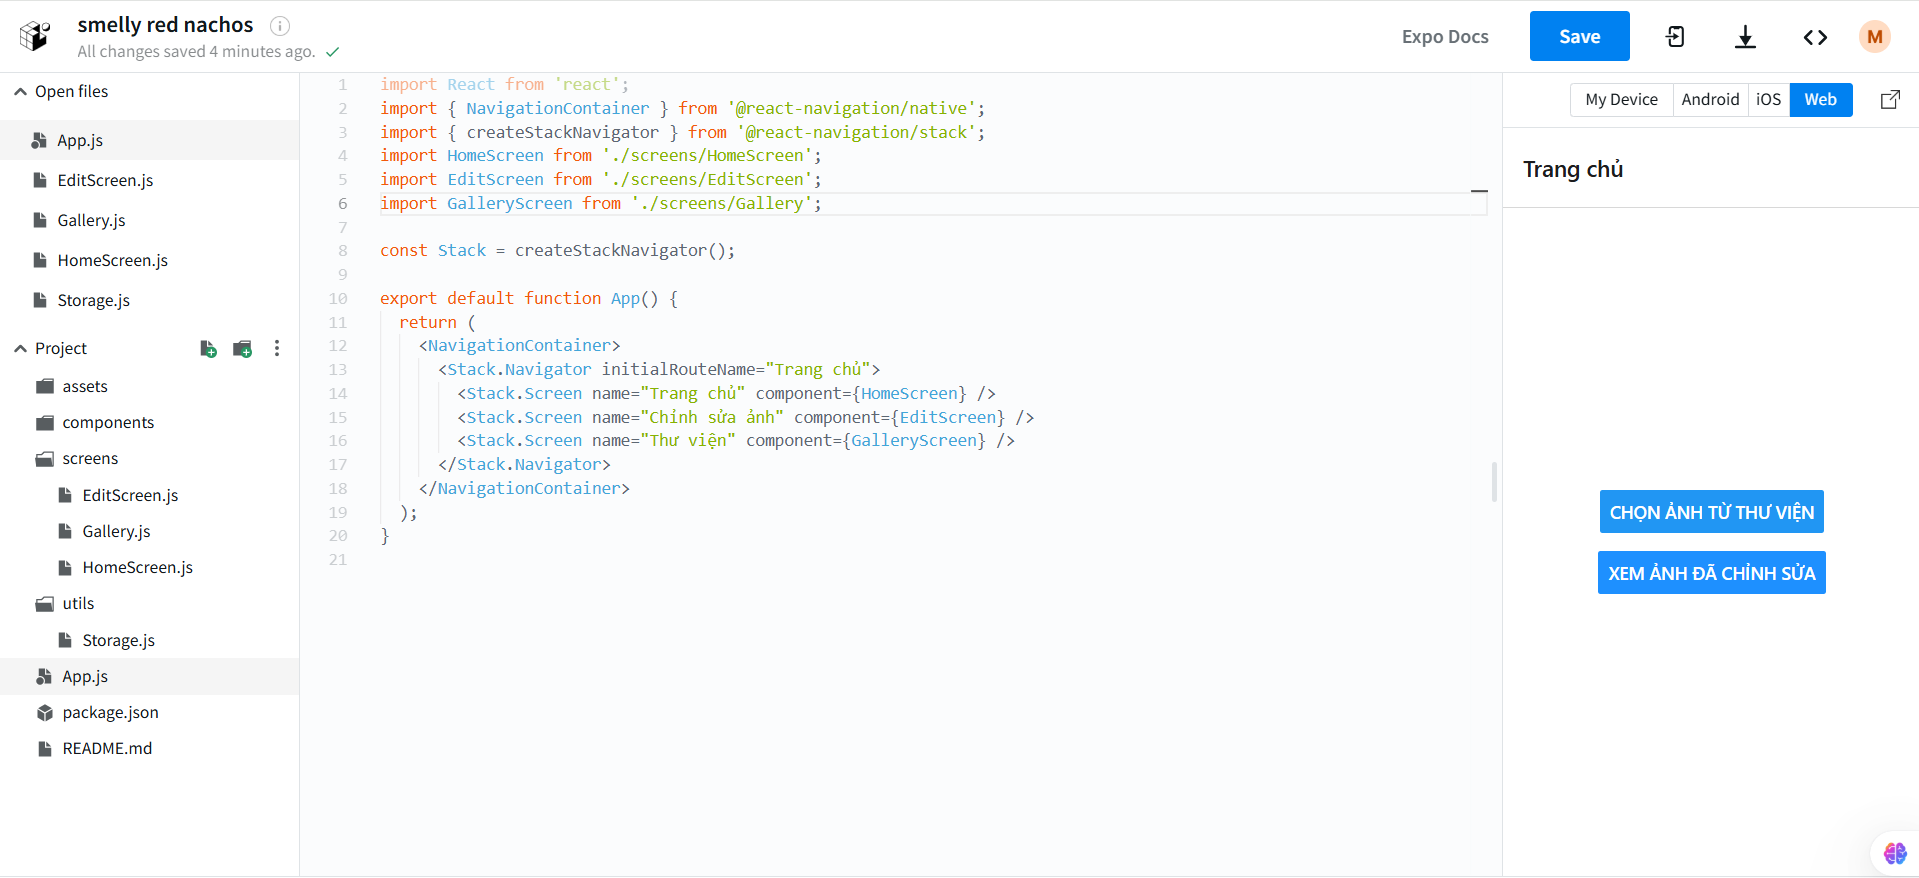 smelly red nachos
All changes saved 4 minutes ago.
Expo Docs
Save
M
Open files
App.js
EditScreen.js
Gallery.js
HomeScreen.js
Storage.js
Project
assets
components
screens
EditScreen.js
Gallery.js
HomeScreen.js
utils
Storage.js
App.js
package.json
README.md
1 import React from 'react';
2 import { NavigationContainer } from '@react-navigation/native';
3 import { createStackNavigator } from '@react-navigation/stack';
4 import HomeScreen from './screens/HomeScreen';
5 import EditScreen from './screens/EditScreen';
6 import GalleryScreen from './screens/Gallery';
7
8 const Stack = createStackNavigator();
9
10 export default function App() {
11 return (
12 <NavigationContainer>
13 <Stack.Navigator initialRouteName="Trang chủ">
14 <Stack.Screen name="Trang chủ" component={HomeScreen} />
15 <Stack.Screen name="Chỉnh sửa ảnh" component={EditScreen} />
16 <Stack.Screen name="Thư viện" component={GalleryScreen} />
17 </Stack.Navigator>
18 </NavigationContainer>
19 );
20 }
21
My Device Android iOS Web
Trang chủ
CHỌN ẢNH TỪ THƯ VIỆN
XEM ẢNH ĐÃ CHỈNH SỬA